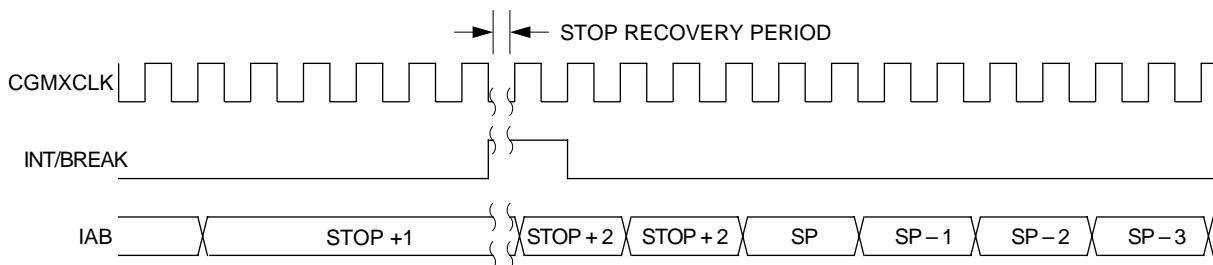 STOP RECOVERY PERIOD
CGMXCLK
INT/BREAK
IAB STOP +1 STOP + 2 STOP + 2 SP SP – 1 SP – 2 SP – 3